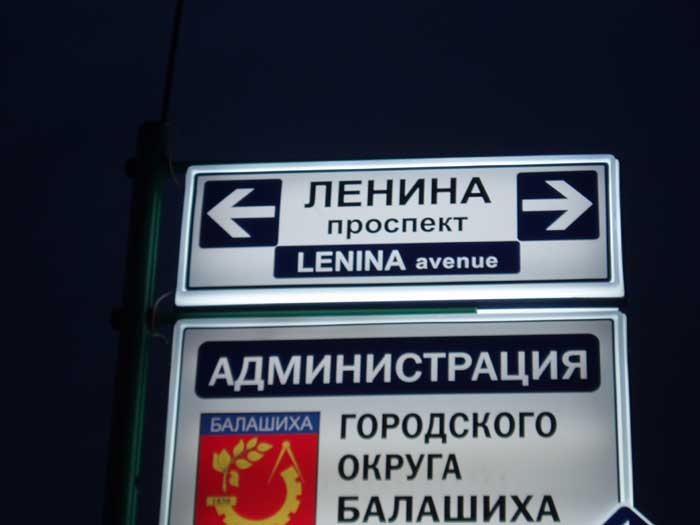 ЛЕНИНА
проспект
LENINA avenue
АДМИНИСТРАЦИЯ
БАЛАШИХА
ГОРОДСКОГО
ОКРУГА
БАЛАШИХА